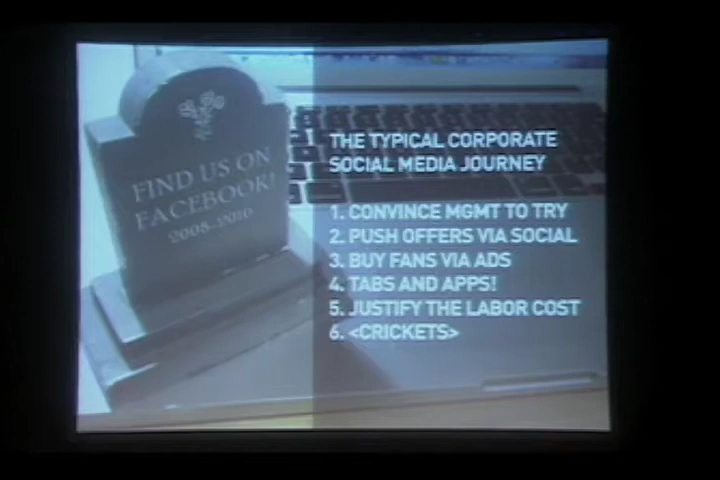 FIND US ON
FACEBOOK!
2008-2010
THE TYPICAL CORPORATE
SOCIAL MEDIA JOURNEY
1. CONVINCE MGMT TO TRY
2. PUSH OFFERS VIA SOCIAL
3. BUY FANS VIA ADS
4. TABS AND APPS!
5. JUSTIFY THE LABOR COST
6. <CRICKETS>